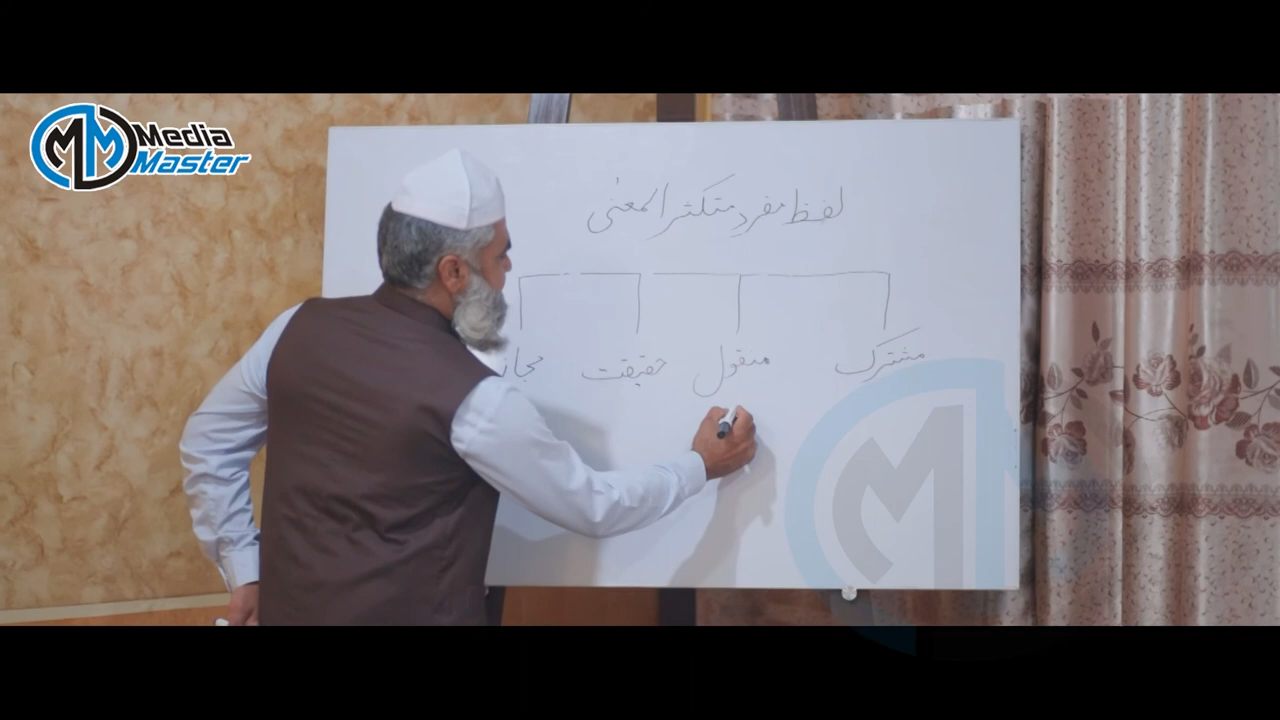 Media
Master
لفظ مفرد متکثر المعنیٰ
مشترک منقول حقیقت مجاز